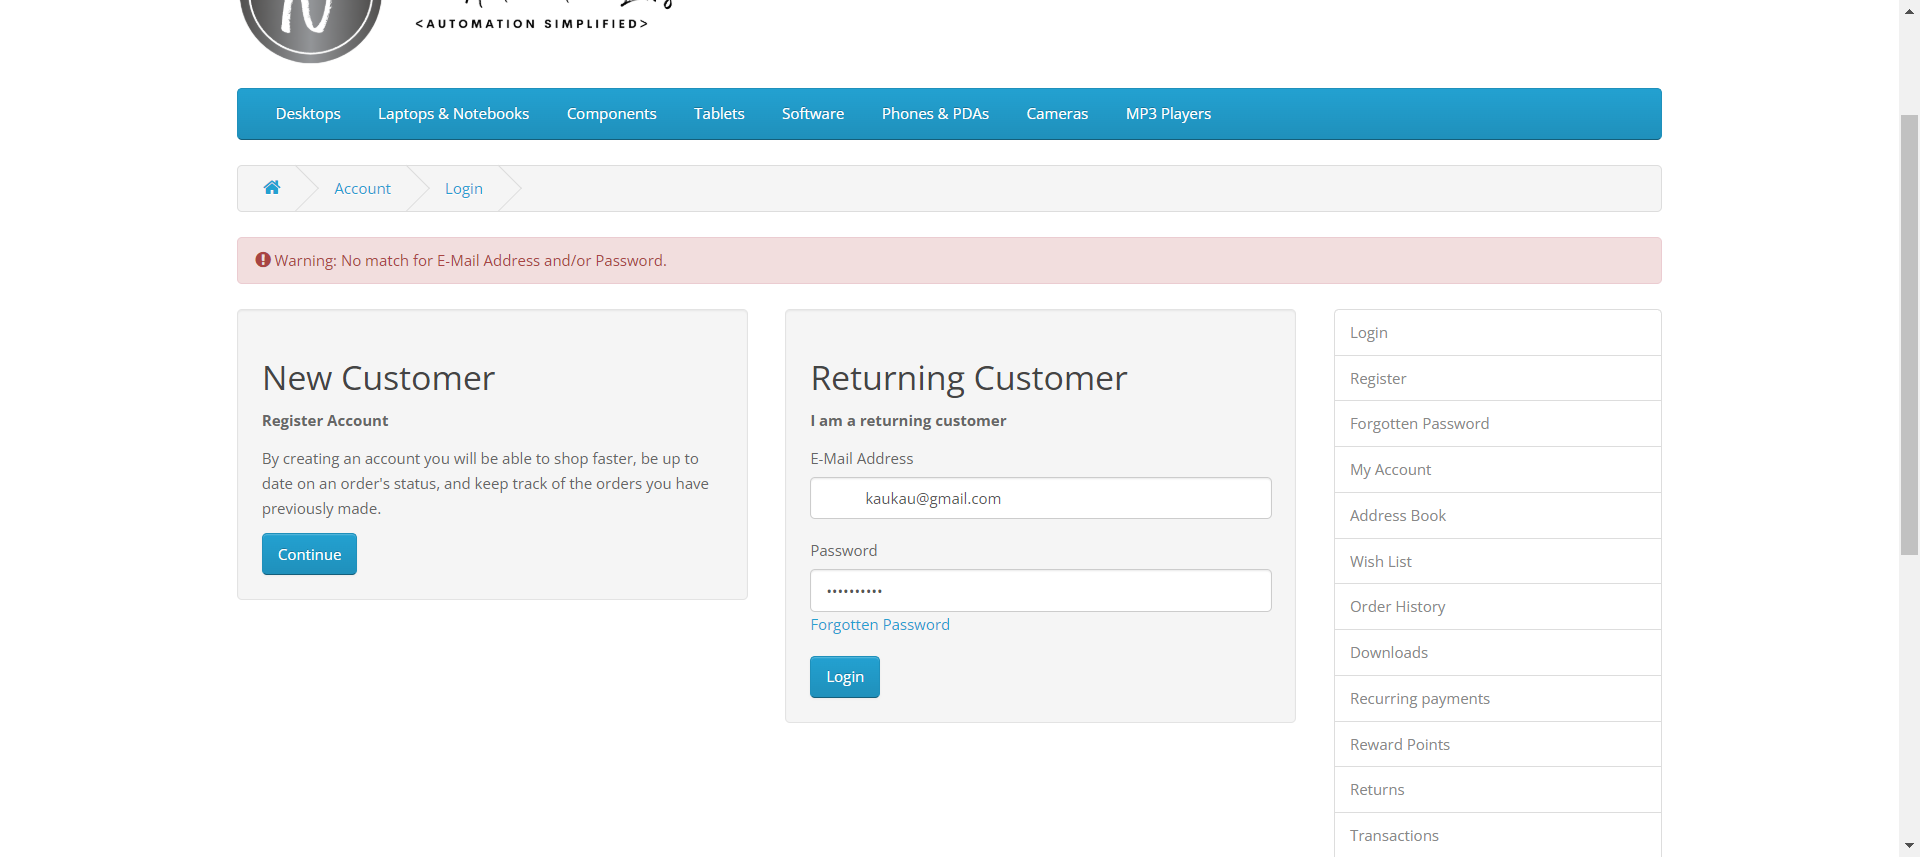 <AUTOMATION SIMPLIFIED>
Desktops Laptops & Notebooks Components Tablets Software Phones & PDAs Cameras MP3 Players
Account Login
Warning: No match for E-Mail Address and/or Password.
New Customer
Register Account
By creating an account you will be able to shop faster, be up to
date on an order's status, and keep track of the orders you have
previously made.
Continue
Returning Customer
I am a returning customer
E-Mail Address
kaukau@gmail.com
Password
••••••••••
Forgotten Password
Login
Login
Register
Forgotten Password
My Account
Address Book
Wish List
Order History
Downloads
Recurring payments
Reward Points
Returns
Transactions